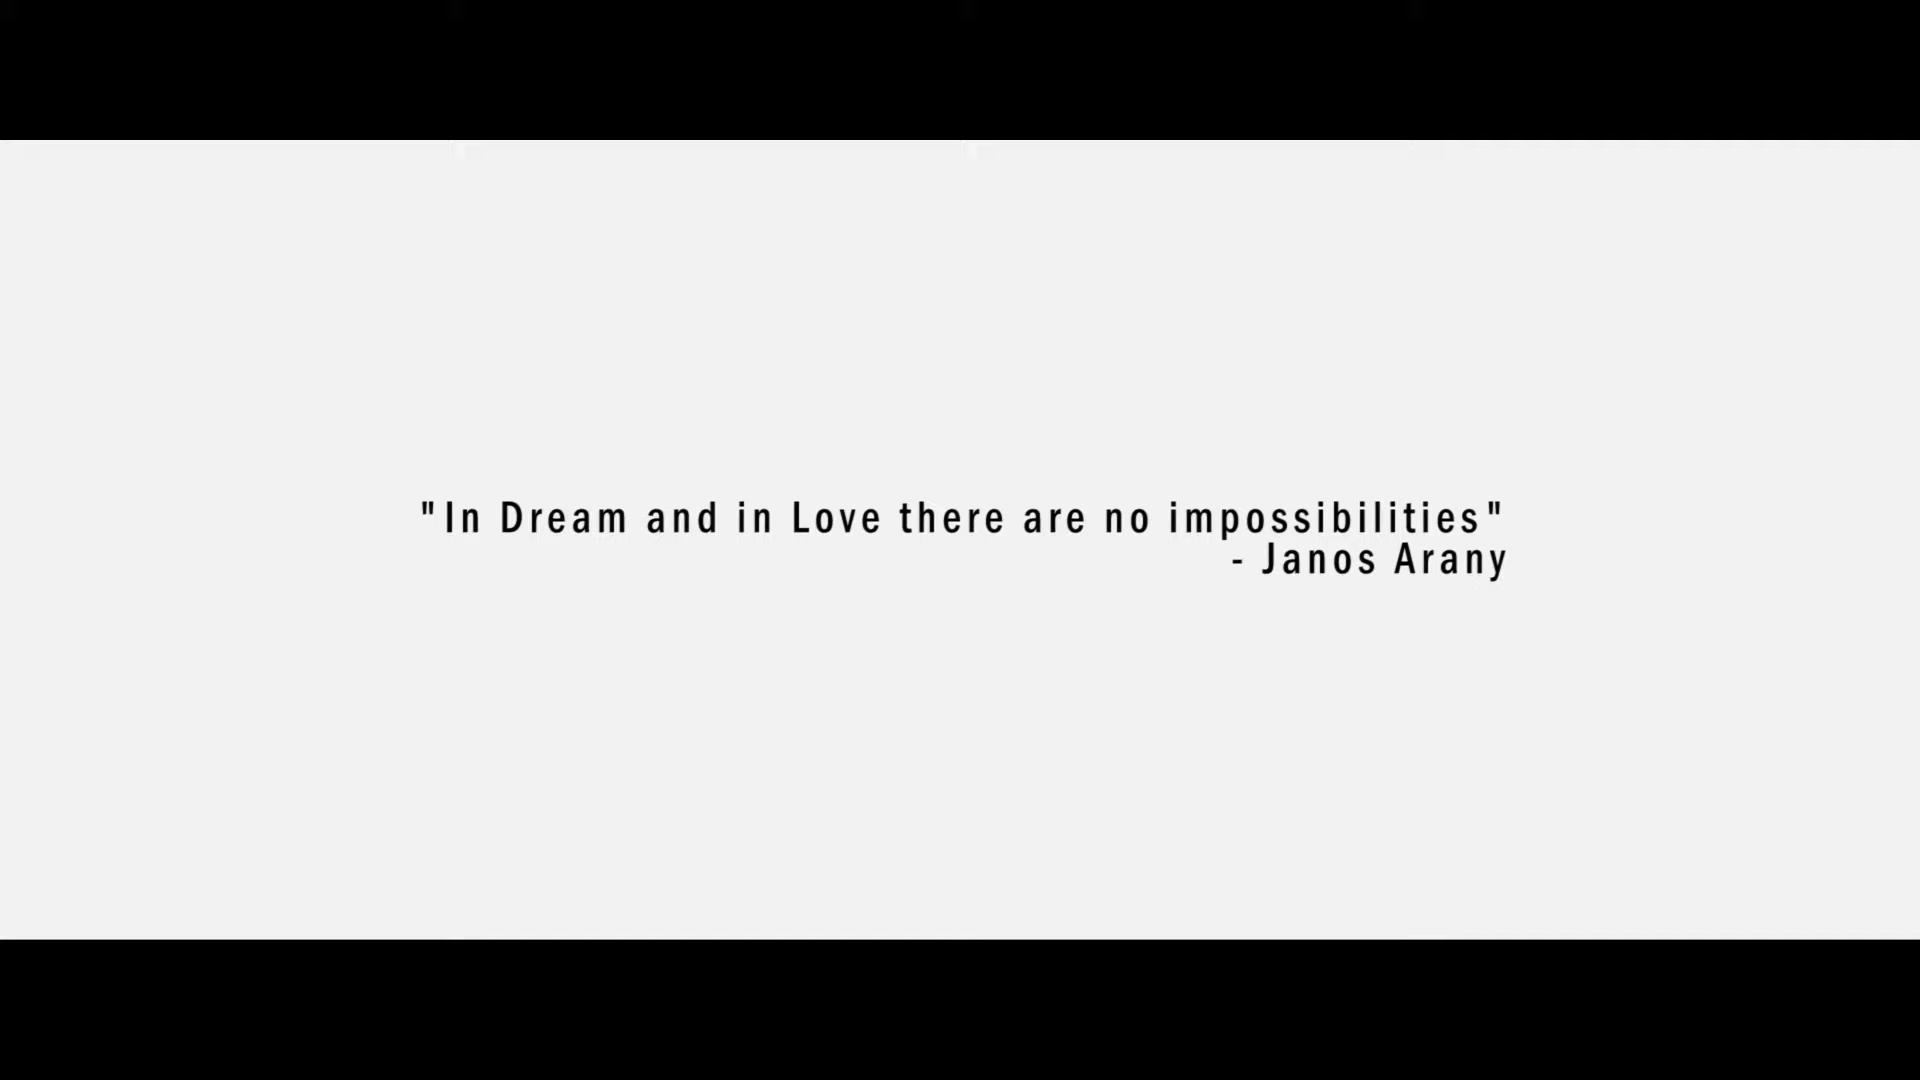 "In Dream and in Love there are no impossibilities"
- Janos Arany